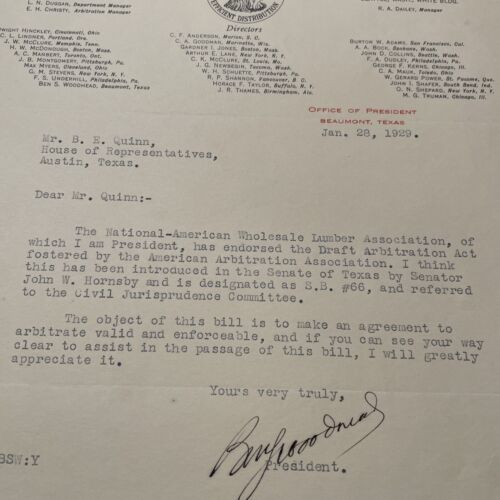 L. N. DUGGAN, Department Manager
E. H. CHRISTY, Arbitration Manager
EFFICIENT DISTRIBUTION
R. A. DAILEY, Manager
Directors
DWIGHT HINCKLEY, Cincinnati, Ohio
C. L. LINDNER, Portland, Ore.
J. W. MCCLURE, Memphis, Tenn.
H. W. MCDONOUGH, Boston, Mass.
A. C. MANBERT, Toronto, Ont.
J. B. MONTGOMERY, Pittsburgh, Pa.
MAX MYERS, Cleveland, Ohio
G. M. STEVENS, New York, N. Y.
F. S. UNDERHILL, Philadelphia, Pa.
BEN S. WOODHEAD, Beaumont, Texas
C. F. ANDERSON, Marion, S. C.
C. A. GOODMAN, Marinette, Wis.
GARDNER I. JONES, Boston, Mass.
ARTHUR E. LANE, New York, N. Y.
C. K. MCCLURE, St. Louis, Mo.
J. G. NEWBEGIN, Tacoma, Wash.
W. H. SCHUETTE, Pittsburgh, Pa.
P. F. SHANNON, Vancouver, B. C.
HORACE F. TAYLOR, Buffalo, N. Y.
J. R. THAMES, Birmingham, Ala.
BURTON W. ADAMS, San Francisco, Cal.
A. A. BOCK, Spokane, Wash.
JOHN D. COLLINS, Seattle, Wash.
F. A. DUDLEY, Philadelphia, Pa.
GEORGE F. KERNS, Chicago, Ill.
C. A. MAUK, Toledo, Ohio
W. GERARD POWER, St. Pacome, Que.
JOHN I. SHAFER, South Bend, Ind.
O. N. SHEPARD, New York, N. Y.
M. G. TRUMAN, Chicago, Ill.
OFFICE OF PRESIDENT
BEAUMONT, TEXAS
Jan. 28, 1929.
Mr. B. E. Quinn,
House of Representatives,
Austin, Texas.
Dear Mr. Quinn:-
The National-American Wholesale Lumber Association, of
which I am President, has endorsed the Draft Arbitration Act
fostered by the American Arbitration Association. I think
this has been introduced in the Senate of Texas by Senator
John W. Hornsby and is designated as S.B. #66, and referred
to the Civil Jurisprudence Committee.
The object of this bill is to make an agreement to
arbitrate valid and enforceable, and if you can see your way
clear to assist in the passage of this bill, I will greatly
appreciate it.
Yours very truly,
Ben S Woodhead
President.
BSW:Y